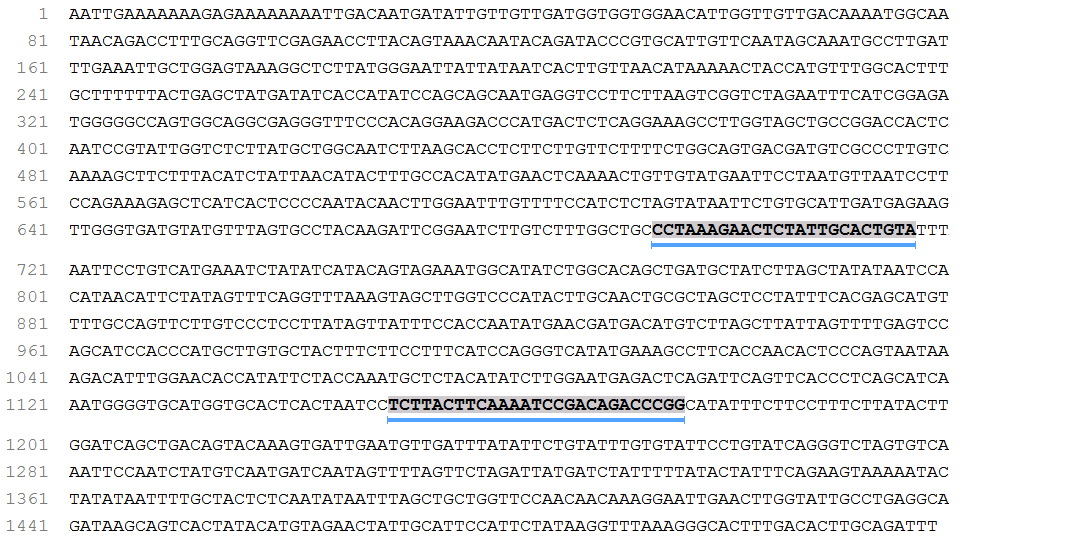 1 AATTGAAAAAAAGAGAAAAAAAATTGACAATGATATTGTTGTTGATGGTGGTGGAACATTGGTTGTTGACAAAATGGCAA
81 TAACAGACCTTTGCAGGTTCGAGAACCTTACAGTAAACAATACAGATACCCGTGCATTGTTCAATAGCAAATGCCTTGAT
161 TTGAAATTGCTGGAGTAAAGGCTCTTATGGGAATTATTATAATCACTTGTTAACATAAAAACTACCATGTTTGGCACTTT
241 GCTTTTTTACTGAGCTATGATATCACCATATCCAGCAGCAATGAGGTCCTTCTTAAGTCGGTCTAGAATTTCATCGGAGA
321 TGGGGGCCAGTGGCAGGCGAGGGTTTCCCACAGGAAGACCCATGACTCTCAGGAAAGCCTTGGTAGCTGCCGGACCACTC
401 AATCCGTATTGGTCTCTTATGCTGGCAATCTTAAGCACCTCTTCTTGTTCTTTTCTGGCAGTGACGATGTCGCCCTTGTC
481 AAAAGCTTCTTTACATCTATTAACATACTTTGCCACATATGAACTCAAAACTGTTGTATGAATTCCTAATGTTAATCCTT
561 CCAGAAAGAGCTCATCACTCCCCAATACAACTTGGAATTTGTTTTCCATCTCTAGTATAATTCTGTGCATTGATGAGAAG
641 TTGGGTGATGTATGTTTAGTGCCTACAAGATTCGGAATCTTGTCTTTGGCTGCCCTAAAGAACTCTATTGCACTGTATTT
721 AATTCCTGTCATGAAATCTATATCATACAGTAGAAATGGCATATCTGGCACAGCTGATGCTATCTTAGCTATATAATCCA
801 CATAACATTCTATAGTTTCAGGTTTAAAGTAGCTTGGTCCCATACTTGCAACTGCGCTAGCTCCTATTTCACGAGCATGT
881 TTTGCCAGTTCTTGTCCCTCCTTATAGTTATTTCCACCAATATGAACGATGACATGTCTTAGCTTATTAGTTTTGAGTCC
961 AGCATCCACCCATGCTTGTGCTACTTTCTTCCTTTCATCCAGGGTCATATGAAAGCCTTCACCAACACTCCCAGTAATAA
1041 AGACATTTGGAACACCATATTCTACCAAATGCTCTACATATCTTGGAATGAGACTCAGATTCAGTTCACCCTCAGCATCA
1121 AATGGGGTGCATGGTGCACTCACTAATCCTCTTACTTCAAAATCCGACAGACCCGGCATATTTCTTCCTTTCTTATACTT
1201 GGATCAGCTGACAGTACAAAGTGATTGAATGTTGATTTATATTCTGTATTTGTGTATTCCTGTATCAGGGTCTAGTGTCA
1281 AATTCCAATCTATGTCAATGATCAATAGTTTTAGTTCTAGATTATGATCTATTTTTATACTATTTCAGAAGTAAAAATAC
1361 TATATAATTTTGCTACTCTCAATATAATTTAGCTGCTGGTTCCAACAACAAAGGAATTGAACTTGGTATTGCCTGAGGCA
1441 GATAAGCAGTCACTATACATGTAGAACTATTGCATTCCATTCTATAAGGTTTAAAGGGCACTTTGACACTTGCAGATTT